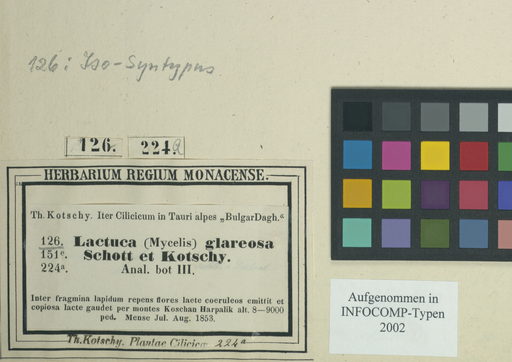 126: Iso-Syntypus
126. 224a
HERBARIUM REGIUM MONACENSE.
Th. Kotschy. Iter Cilicicum in Tauri alpes „BulgarDagh.“
126. Lactuca (Mycelis) glareosa
151c. Schott et Kotschy.
224a. Anal. bot III.
Inter fragmina lapidum repens flores lacte coeruleos emittit et
copiosa lacte gaudet per montes Keschan Harpalik alt. 8—9000
ped. Mense Jul. Aug. 1853.
Th. Kotschy. Plantae Cilicicæ 224a
Aufgenommen in
INFOCOMP-Typen
2002